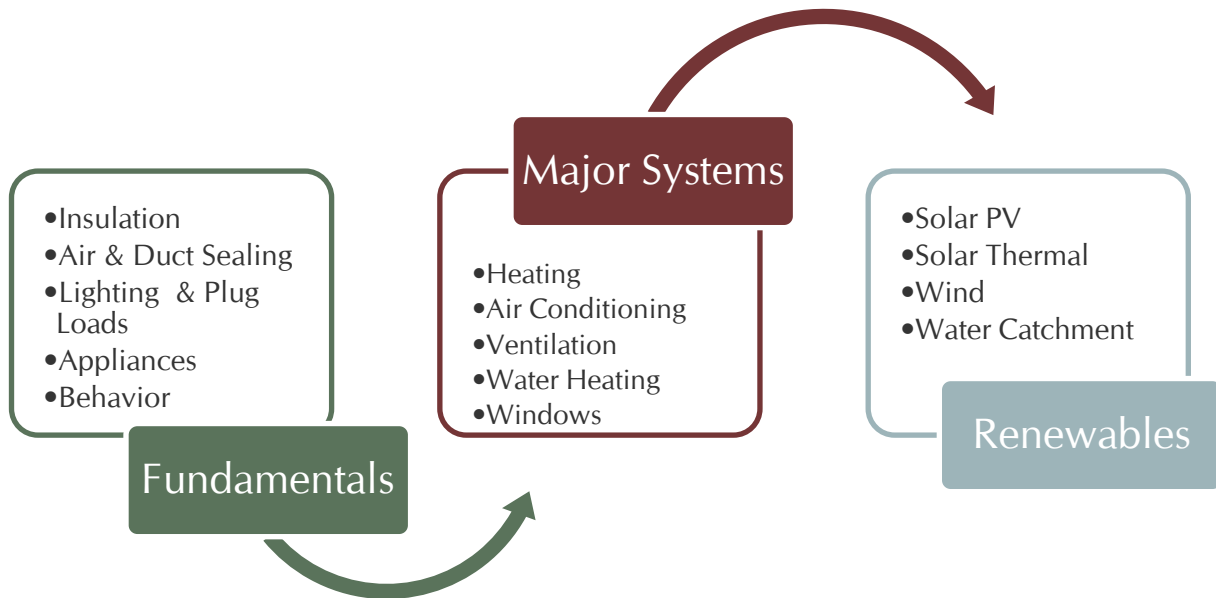 •Insulation
•Air & Duct Sealing
•Lighting & Plug
Loads
•Appliances
•Behavior
Fundamentals
Major Systems
•Heating
•Air Conditioning
•Ventilation
•Water Heating
•Windows
•Solar PV
•Solar Thermal
•Wind
•Water Catchment
Renewables